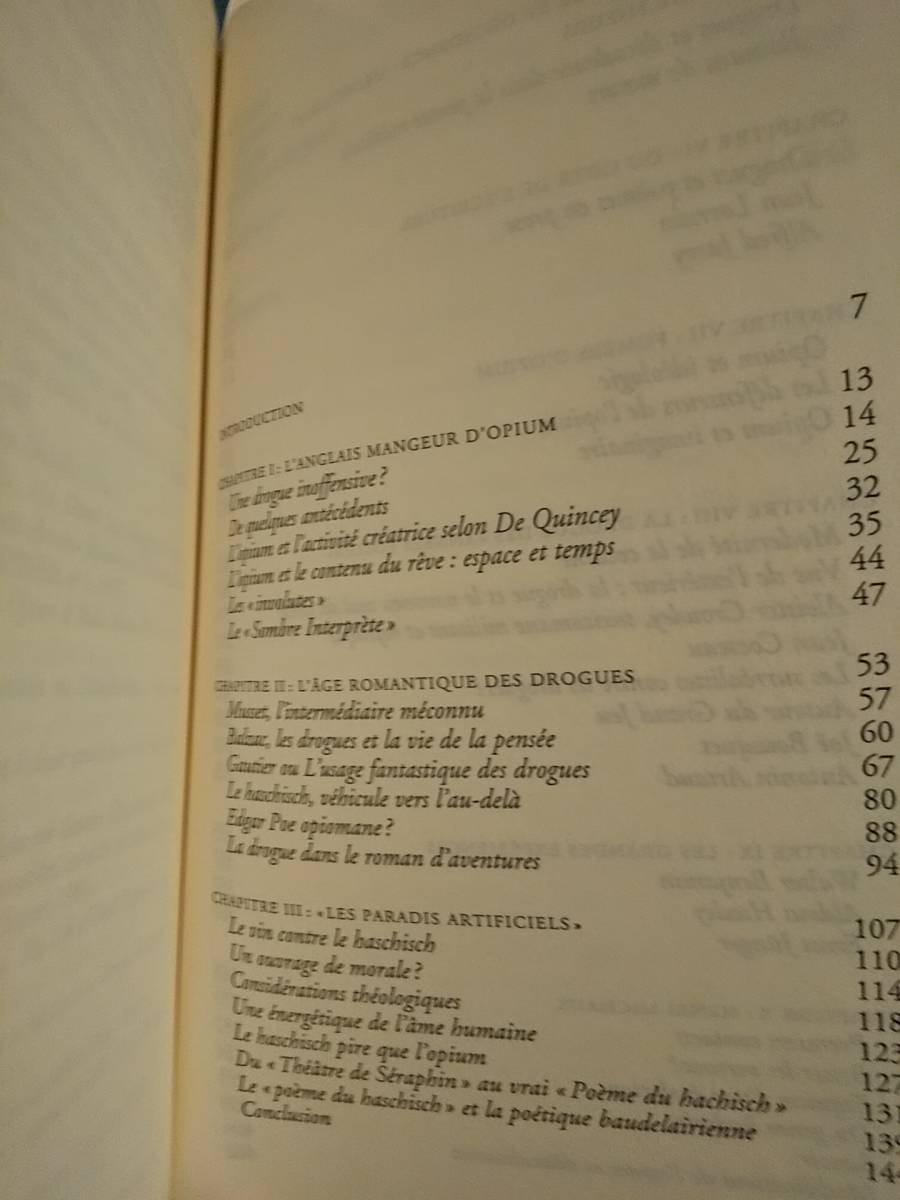 INTRODUCTION 7
CHAPITRE I : L'ANGLAIS MANGEUR D'OPIUM 13
Une drogue inoffensive ? 14
De quelques antécédents 25
L'opium et l'activité créatrice selon De Quincey 32
L'opium et le contenu du rêve : espace et temps 35
Les « involutes » 44
Le « Sombre Interprète » 47
CHAPITRE II : L'ÂGE ROMANTIQUE DES DROGUES 53
Musset, l'intermédiaire méconnu 57
Balzac, les drogues et la vie de la pensée 60
Gautier ou L'usage fantastique des drogues 67
Le haschisch, véhicule vers l'au-delà 80
Edgar Poe opiomane ? 88
La drogue dans le roman d'aventures 94
CHAPITRE III : « LES PARADIS ARTIFICIELS » 107
Le vin contre le haschisch 110
Un ouvrage de morale ? 114
Considérations théologiques 118
Une énergétique de l'âme humaine 123
Le haschisch pire que l'opium 127
Du « Théâtre de Séraphin » au vrai « Poème du hachisch » 131
Le « poème du haschisch » et la poétique baudelairienne 139
Conclusion 144